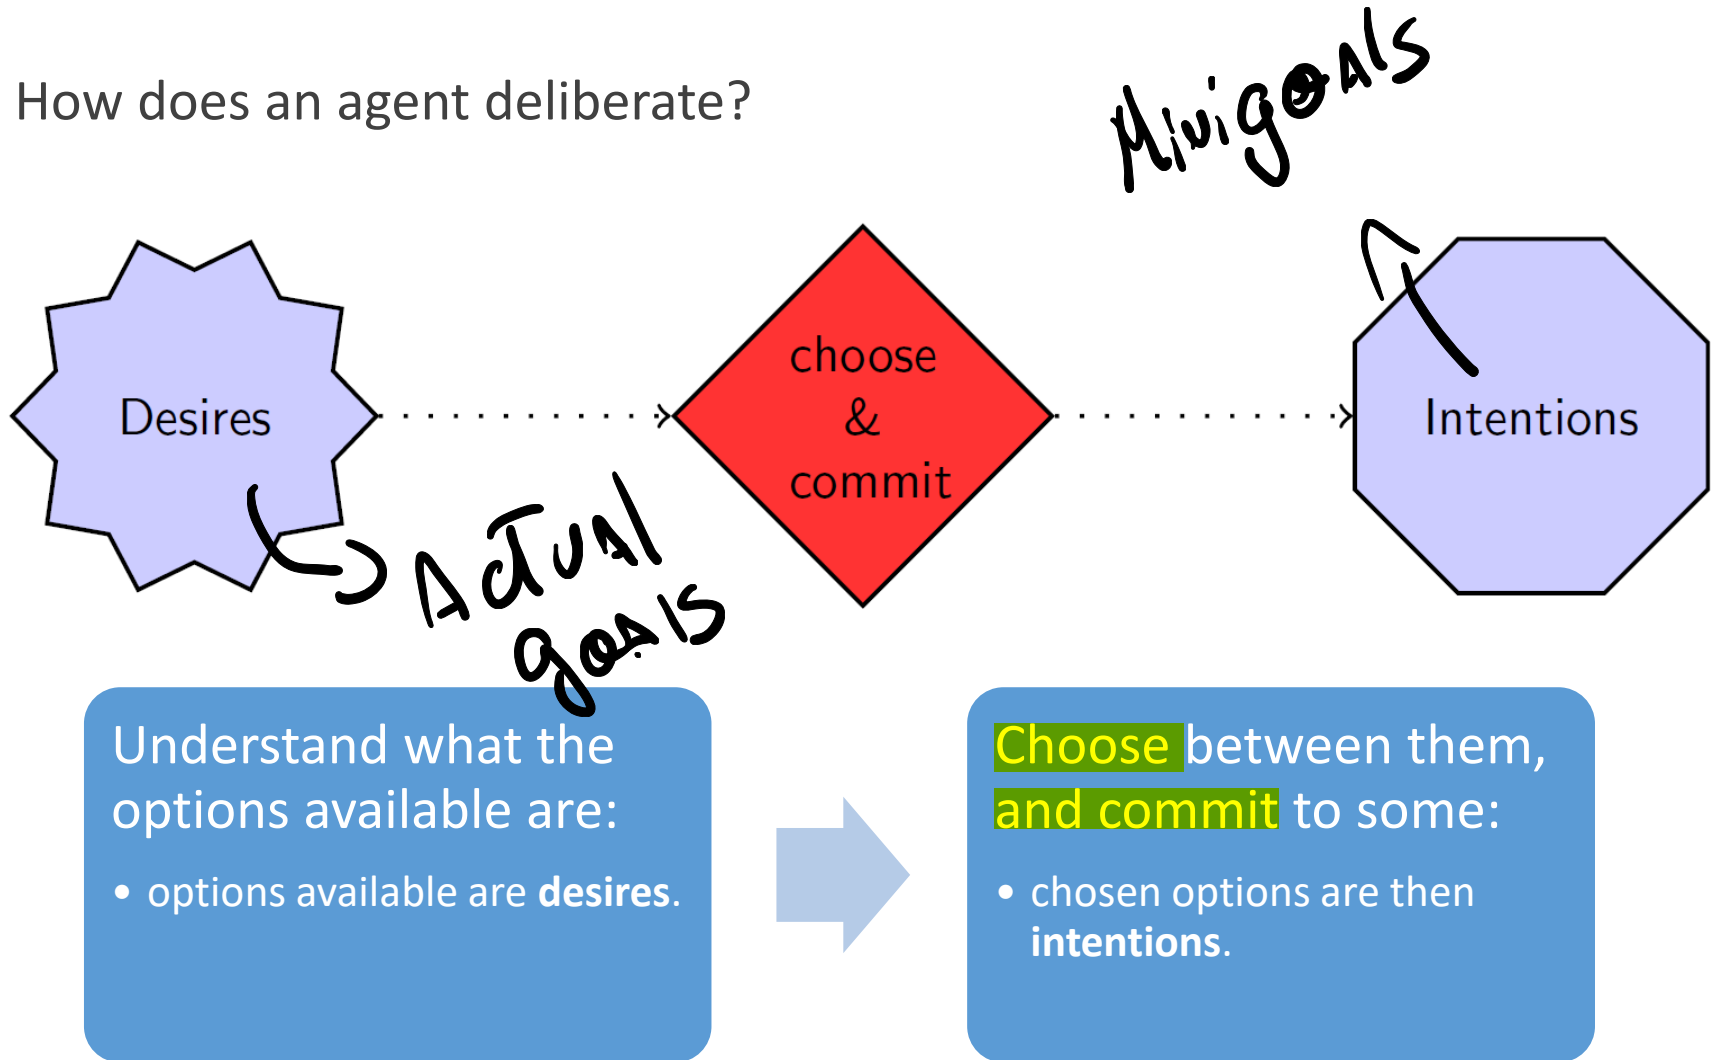 How does an agent deliberate?
Minigoals
Desires
choose
&
commit
Intentions
Actual
goals
Understand what the
options available are:
• options available are desires.
Choose between them,
and commit to some:
• chosen options are then
intentions.